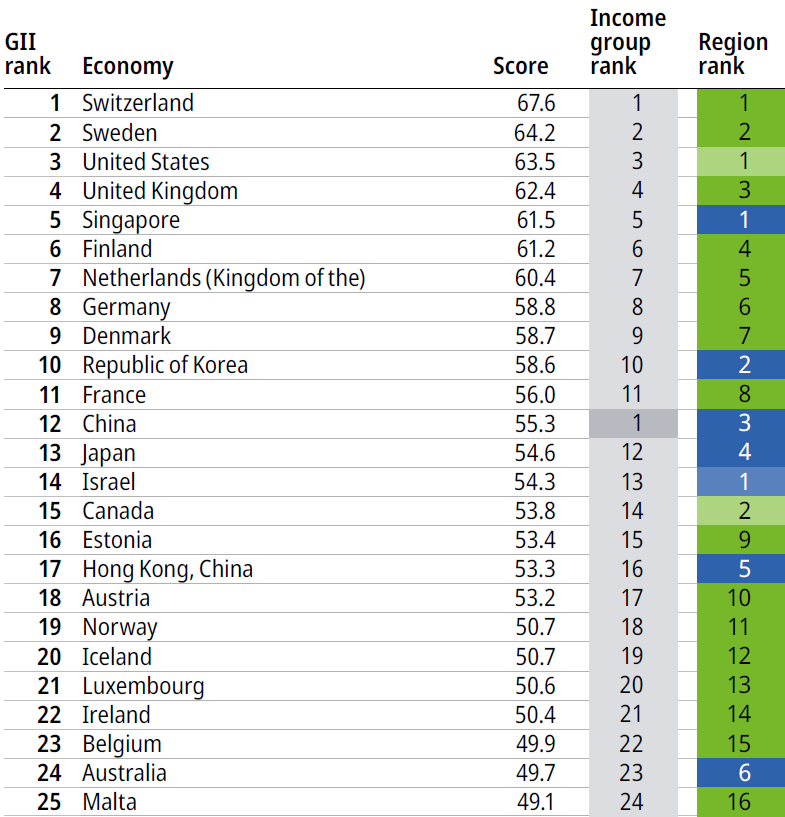 GII rank Economy Score Income group rank Region rank
1 Switzerland 67.6 1 1
2 Sweden 64.2 2 2
3 United States 63.5 3 1
4 United Kingdom 62.4 4 3
5 Singapore 61.5 5 1
6 Finland 61.2 6 4
7 Netherlands (Kingdom of the) 60.4 7 5
8 Germany 58.8 8 6
9 Denmark 58.7 9 7
10 Republic of Korea 58.6 10 2
11 France 56.0 11 8
12 China 55.3 1 3
13 Japan 54.6 12 4
14 Israel 54.3 13 1
15 Canada 53.8 14 2
16 Estonia 53.4 15 9
17 Hong Kong, China 53.3 16 5
18 Austria 53.2 17 10
19 Norway 50.7 18 11
20 Iceland 50.7 19 12
21 Luxembourg 50.6 20 13
22 Ireland 50.4 21 14
23 Belgium 49.9 22 15
24 Australia 49.7 23 6
25 Malta 49.1 24 16